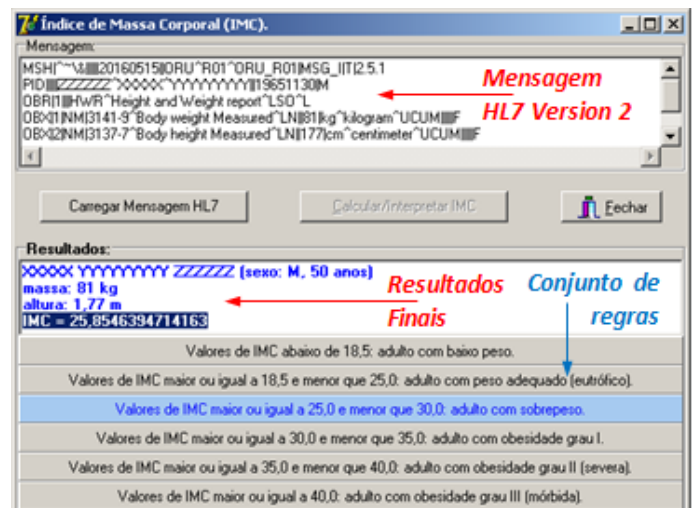 Índice de Massa Corporal (IMC).
Mensagem:
MSH|^~\&|||||20160515||ORU^R01^ORU_R01|MSG_I|T|2.5.1
PID|||ZZZZZZ^XXXXX^YYYYYYYYY||19651130|M
OBR|1|||HWR^Height and Weight report^LSO^L
OBX|1|NM|3141-9^Body weight Measured^LN||81|kg^kilogram^UCUM|||||F
OBX|2|NM|3137-7^Body height Measured^LN||177|cm^centimeter^UCUM|||||F
Mensagem
HL7 Version 2
Carregar Mensagem HL7
Calcular/interpretar IMC
Fechar
Resultados:
XXXXX YYYYYYYYY ZZZZZZ (sexo: M, 50 anos)
massa: 81 kg
altura: 1,77 m
IMC = 25,8546394714163
Resultados
Finais
Conjunto de
regras
Valores de IMC abaixo de 18,5: adulto com baixo peso.
Valores de IMC maior ou igual a 18,5 e menor que 25,0: adulto com peso adequado (eutrófico).
Valores de IMC maior ou igual a 25,0 e menor que 30,0: adulto com sobrepeso.
Valores de IMC maior ou igual a 30,0 e menor que 35,0: adulto com obesidade grau I.
Valores de IMC maior ou igual a 35,0 e menor que 40,0: adulto com obesidade grau II (severa).
Valores de IMC maior ou igual a 40,0: adulto com obesidade grau III (mórbida).